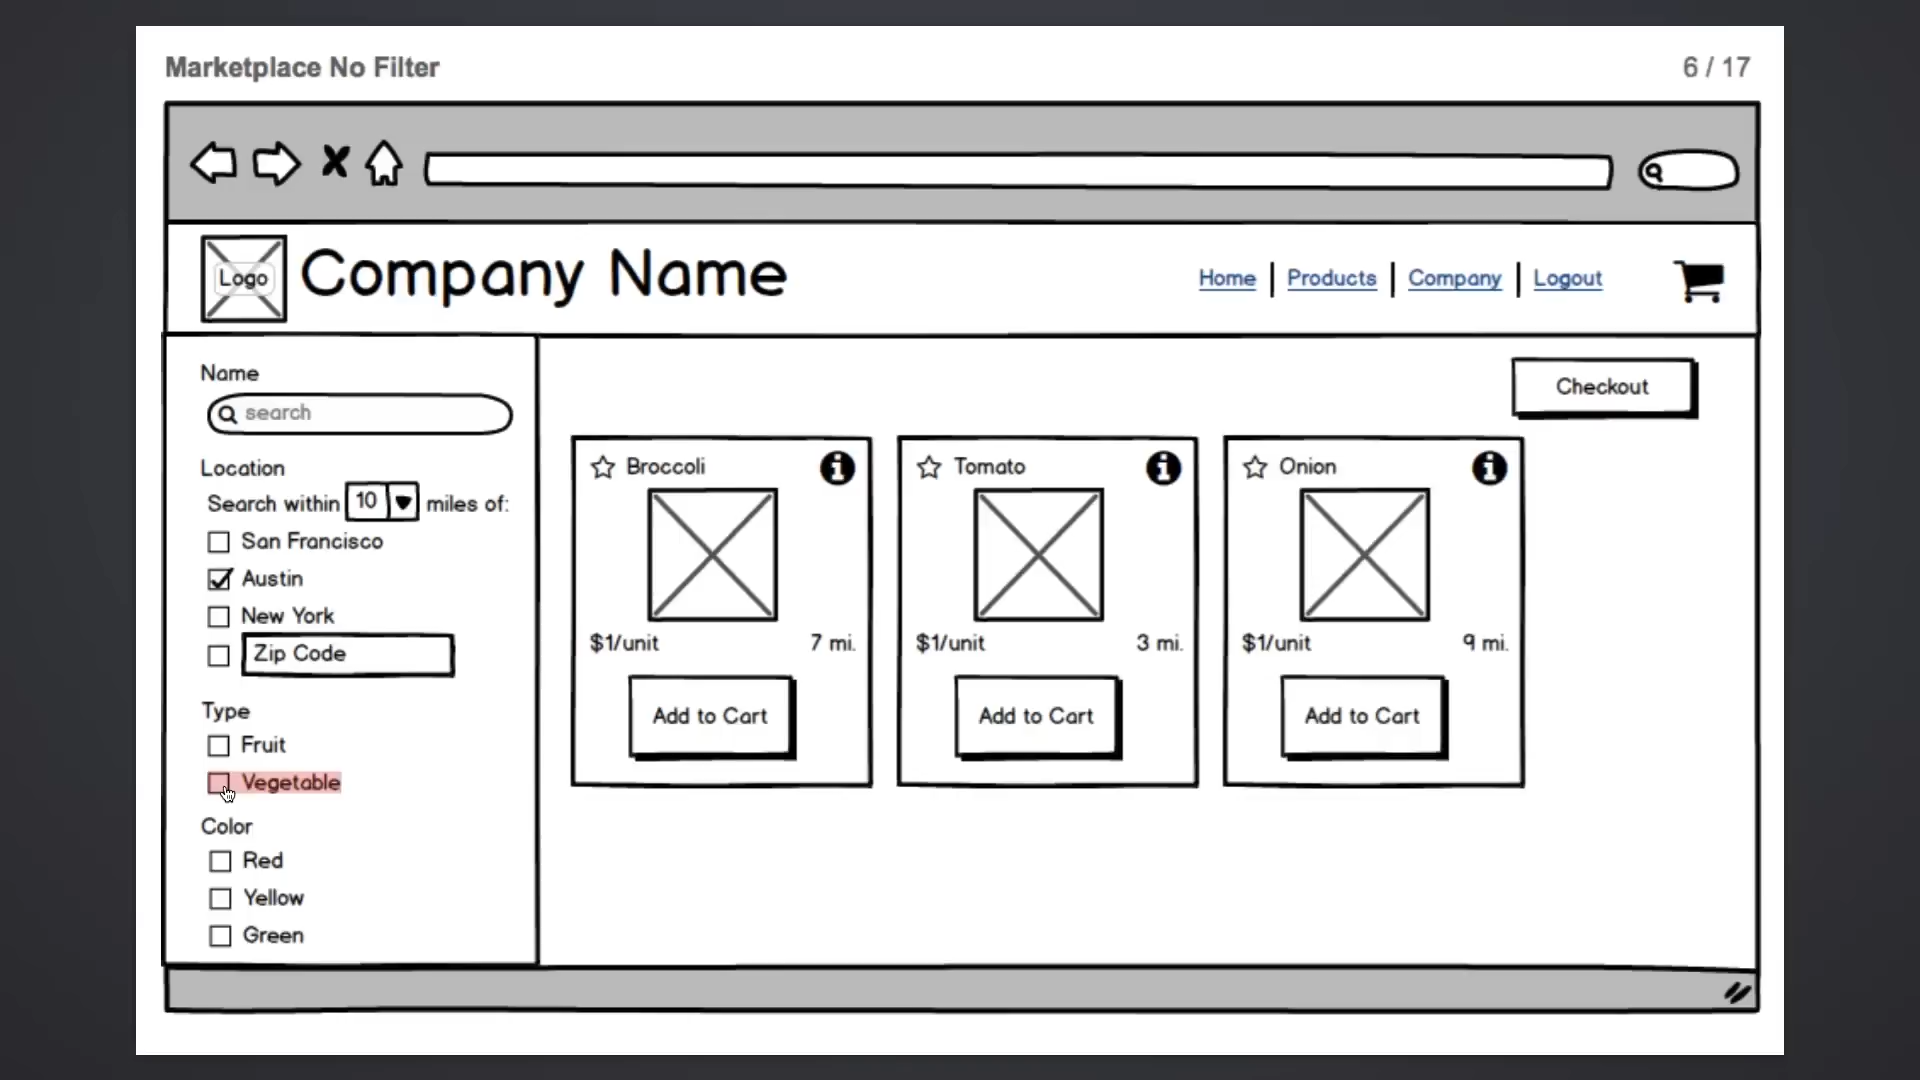 Marketplace No Filter
6 / 17
Logo
Company Name
Home
Products
Company
Logout
Name
search
Location
Search within 10 miles of:
San Francisco
Austin
New York
Zip Code
Type
Fruit
Vegetable
Color
Red
Yellow
Green
Checkout
Broccoli
$1/unit 7 mi.
Add to Cart
Tomato
$1/unit 3 mi.
Add to Cart
Onion
$1/unit 9 mi.
Add to Cart